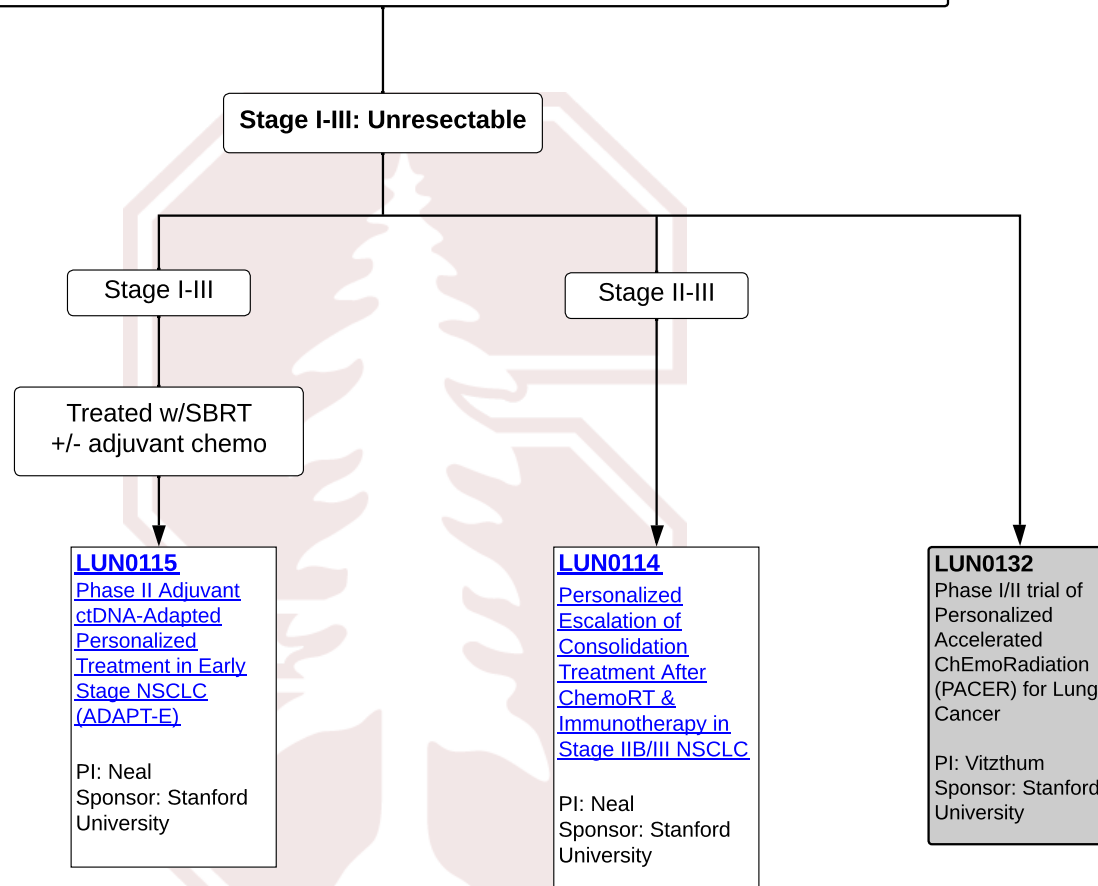 Stage I-III: Unresectable
Stage I-III
Stage II-III
Treated w/SBRT
+/- adjuvant chemo
LUN0115
Phase II Adjuvant
ctDNA-Adapted
Personalized
Treatment in Early
Stage NSCLC
(ADAPT-E)
PI: Neal
Sponsor: Stanford
University
LUN0114
Personalized
Escalation of
Consolidation
Treatment After
ChemoRT &
Immunotherapy in
Stage IIB/III NSCLC
PI: Neal
Sponsor: Stanford
University
LUN0132
Phase I/II trial of
Personalized
Accelerated
ChEmoRadiation
(PACER) for Lung
Cancer
PI: Vitzthum
Sponsor: Stanford
University